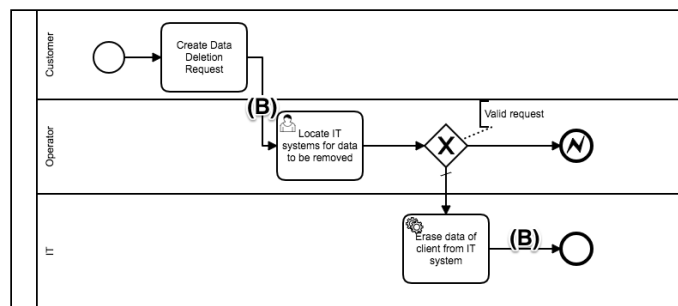 Customer
Create Data
Deletion
Request
(B)
Operator
Locate IT
systems for data
to be removed
X
Valid request
IT
Erase data of
client from IT
system
(B)